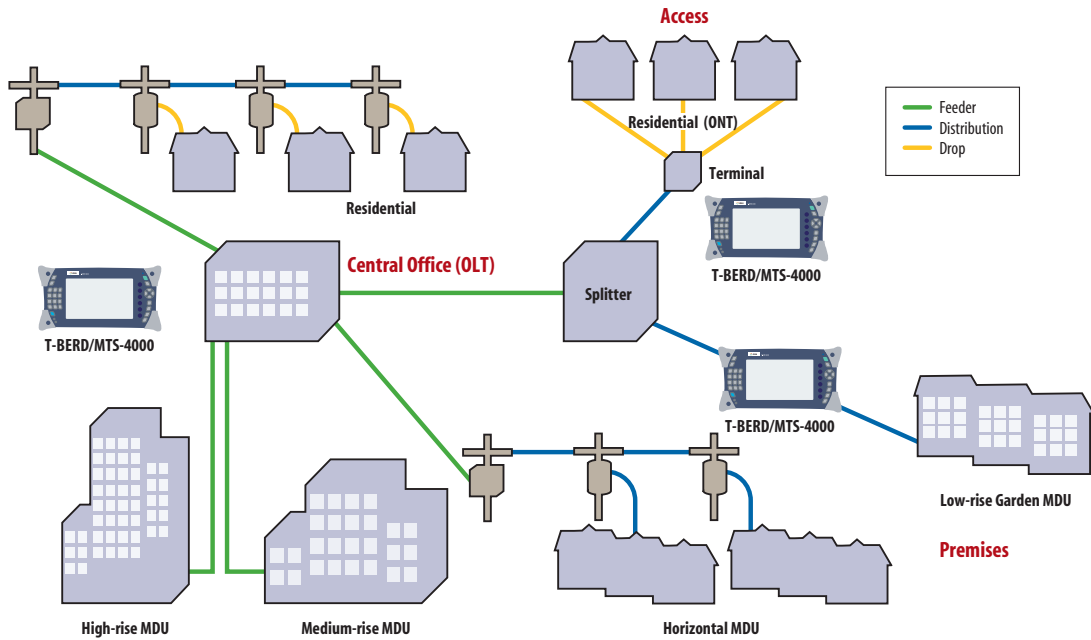 Access
Residential (ONT)
Terminal
Feeder
Distribution
Drop
Residential
Central Office (OLT)
Splitter
T-BERD/MTS-4000
T-BERD/MTS-4000
T-BERD/MTS-4000
Low-rise Garden MDU
Premises
High-rise MDU
Medium-rise MDU
Horizontal MDU